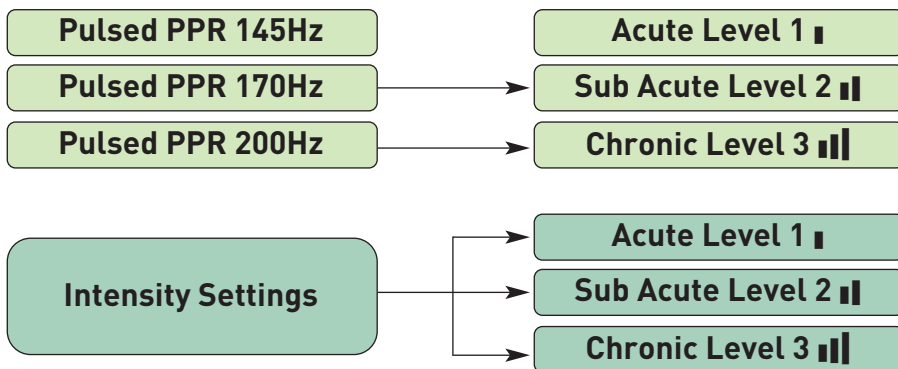 Pulsed PPR 145Hz
Acute Level 1
Pulsed PPR 170Hz
Sub Acute Level 2
Pulsed PPR 200Hz
Chronic Level 3
Intensity Settings
Acute Level 1
Sub Acute Level 2
Chronic Level 3